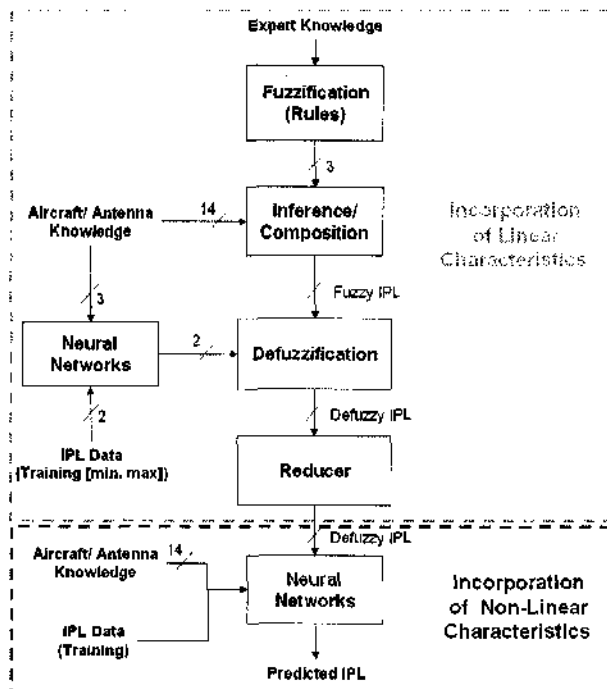 Expert Knowledge
Fuzzification
(Rules)
3
Aircraft/ Antenna
Knowledge
14
Inference/
Composition
Incorporation
of Linear
Characteristics
Fuzzy IPL
3
Neural
Networks
2
Defuzzification
2
IPL Data
(Training [min. max])
Defuzzy IPL
Reducer
Defuzzy IPL
Aircraft/ Antenna
Knowledge
14
Neural
Networks
IPL Data
(Training)
Incorporation
of Non-Linear
Characteristics
Predicted IPL